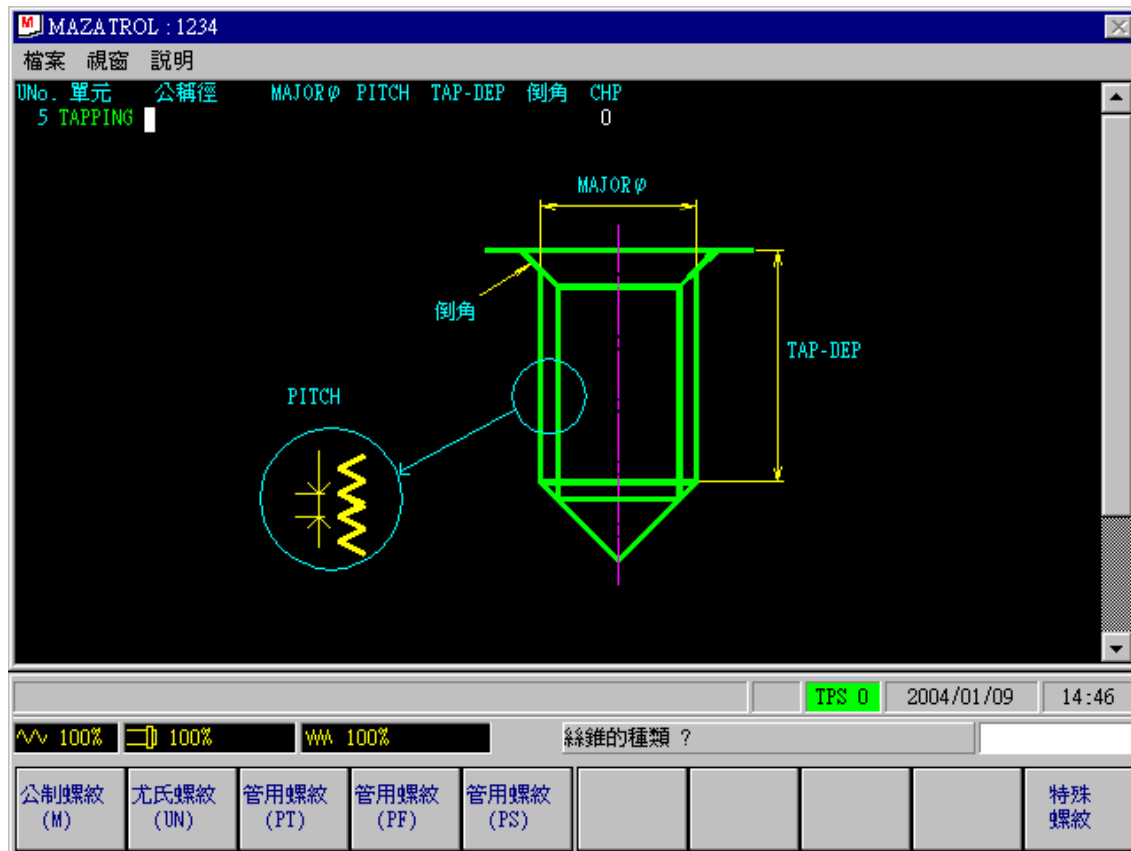 MAZATROL : 1234
檔案 視窗 說明
UNo. 單元 公稱徑 MAJORφ PITCH TAP-DEP 倒角 CHP
5 TAPPING 0
MAJORφ
倒角
TAP-DEP
PITCH
TPS 0 2004/01/09 14:46
100% 100% 100% 絲錐的種類 ?
公制螺紋 尤氏螺紋 管用螺紋 管用螺紋 管用螺紋 特殊
(M) (UN) (PT) (PF) (PS) 螺紋